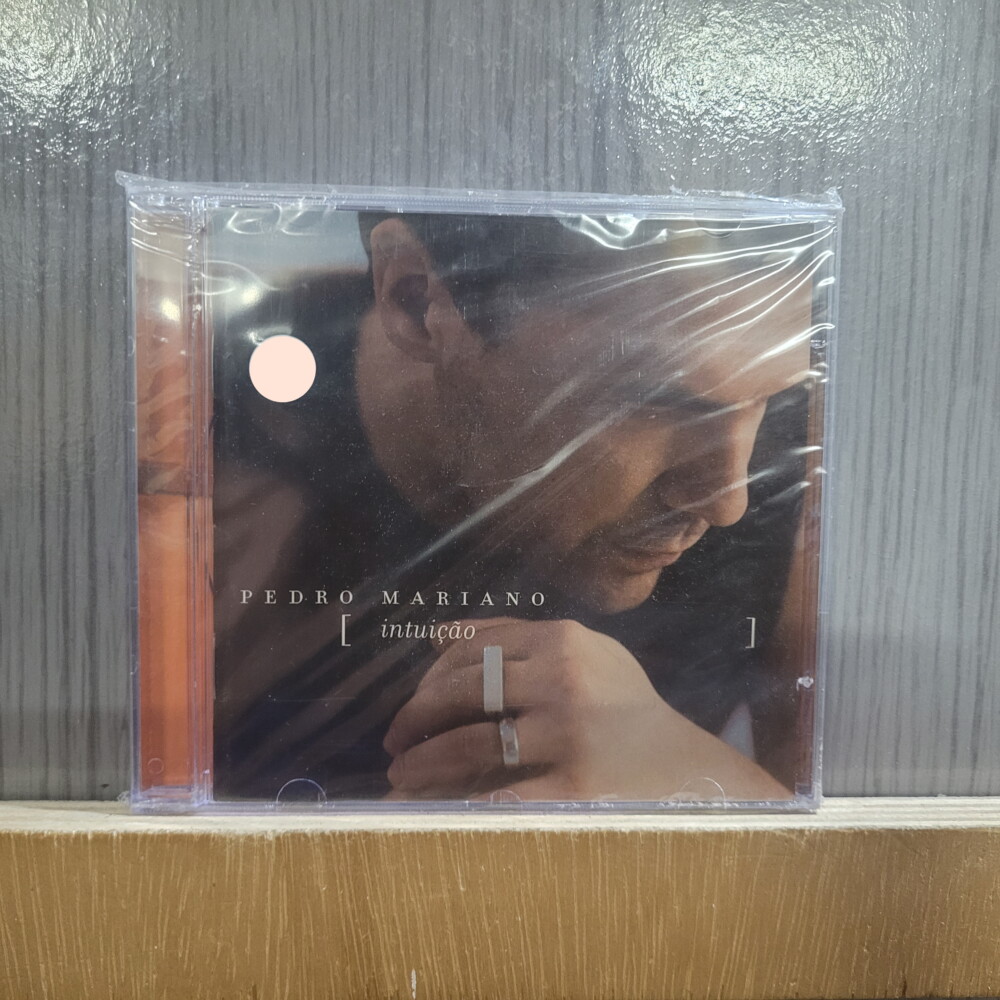 PEDRO MARIANO
[ intuição ]